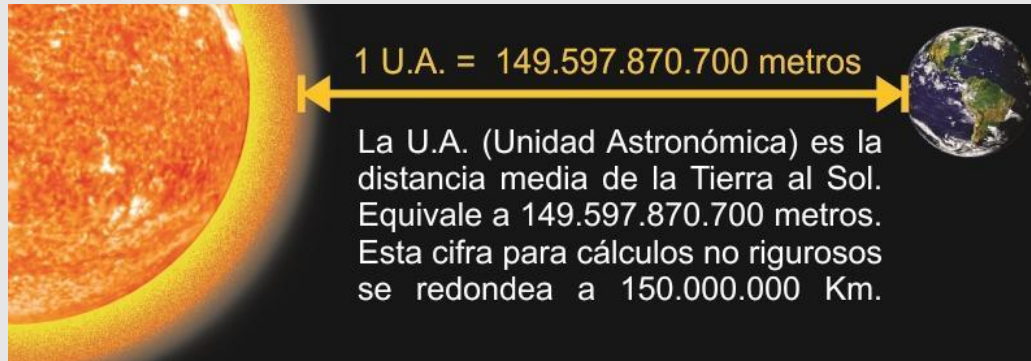 1 U.A. = 149.597.870.700 metros
La U.A. (Unidad Astronómica) es la
distancia media de la Tierra al Sol.
Equivale a 149.597.870.700 metros.
Esta cifra para cálculos no rigurosos
se redondea a 150.000.000 Km.